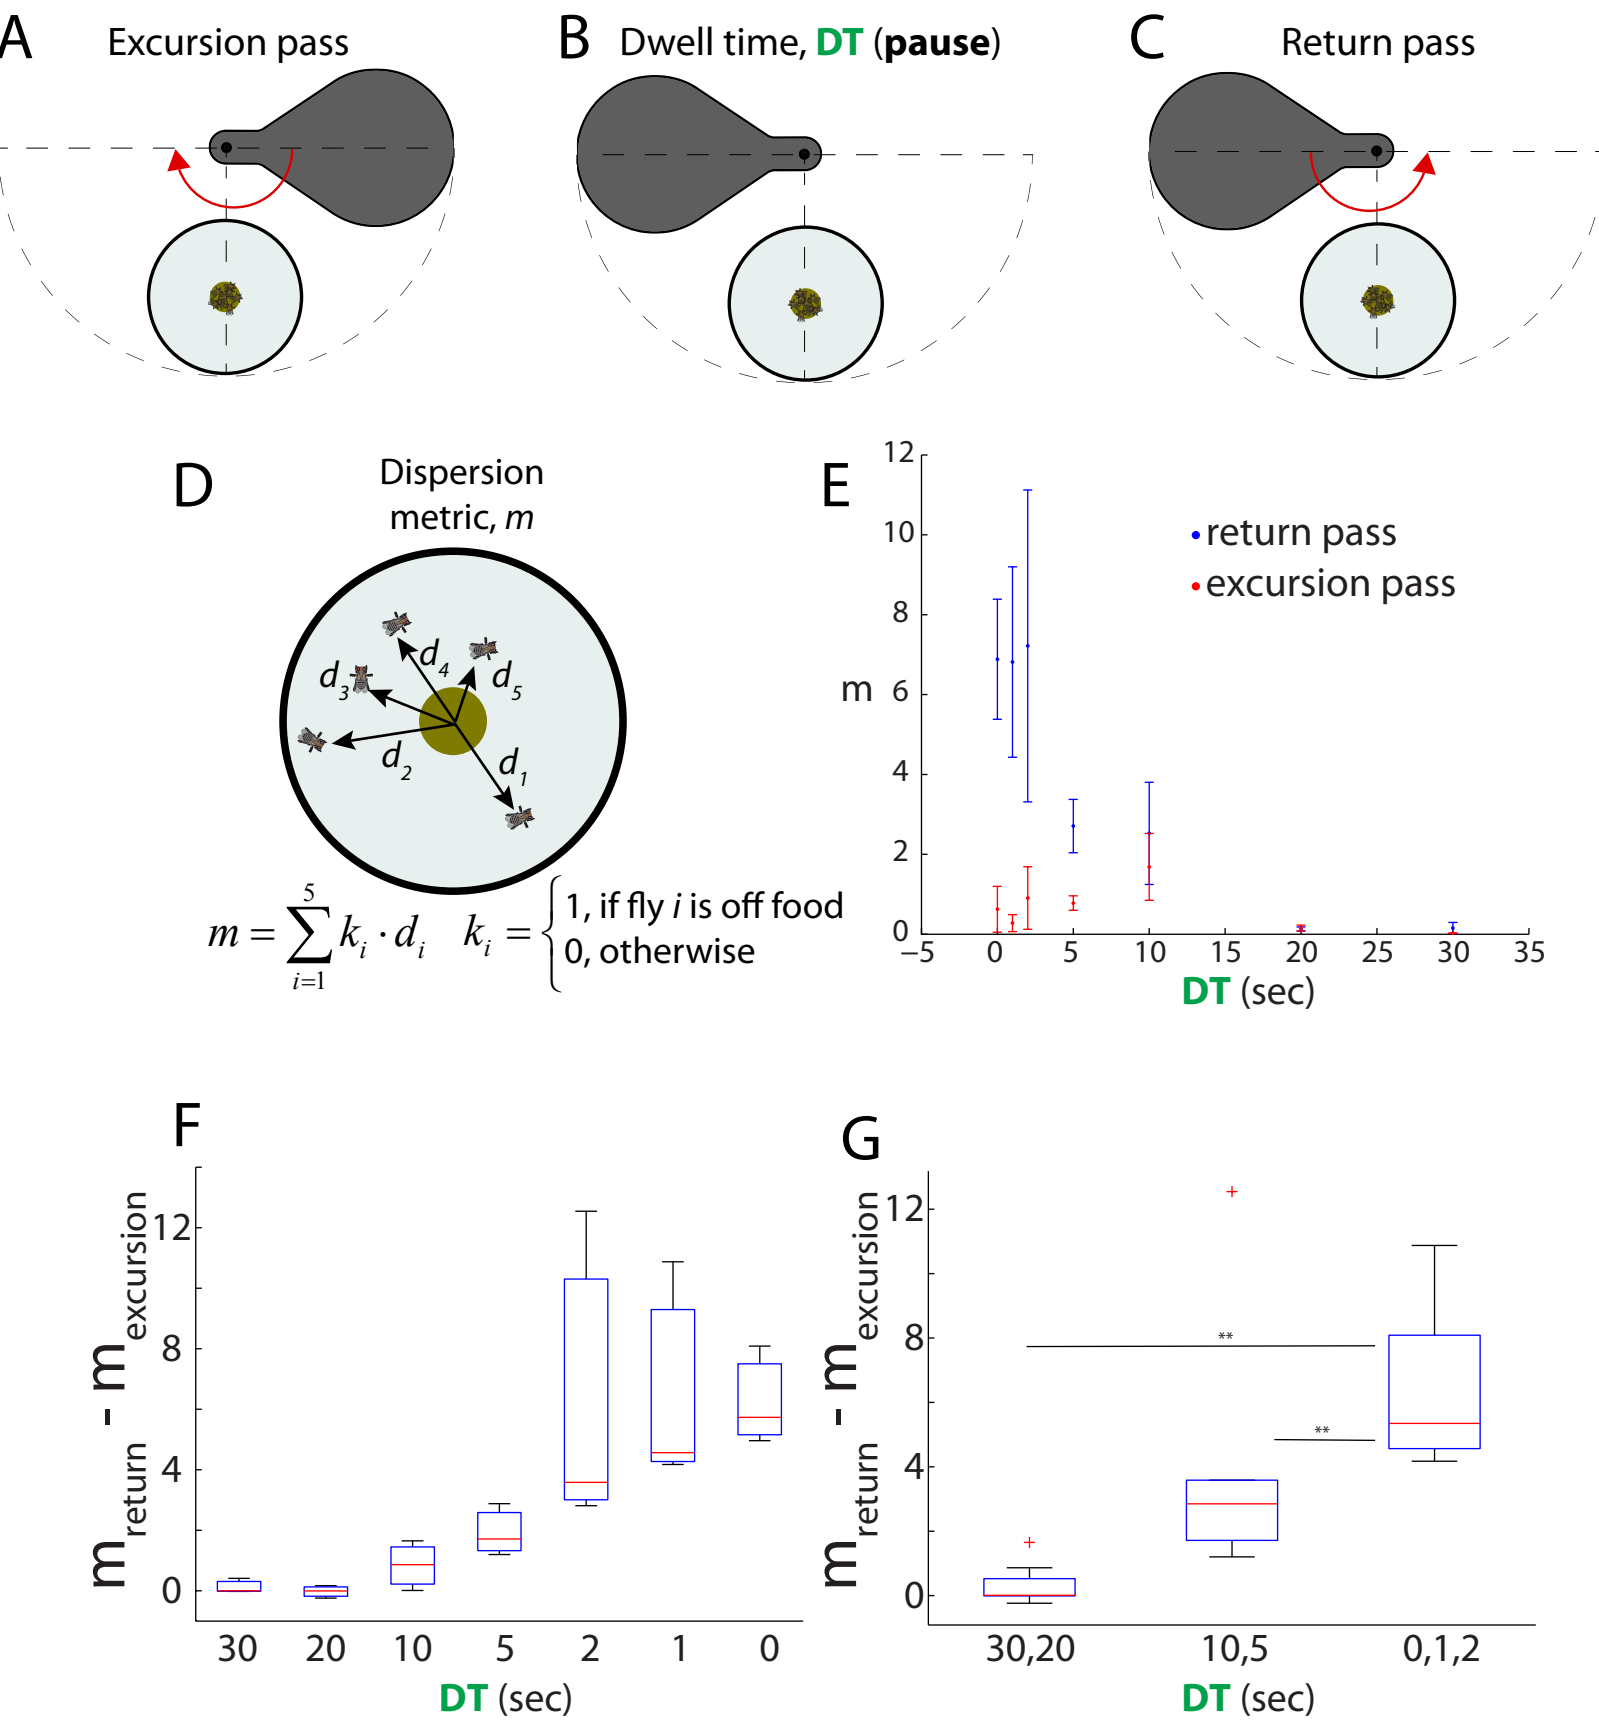 A
Excursion pass
B
Dwell time, DT (pause)
C
Return pass
D
Dispersion
metric, m
d4
d5
d3
d2
d1
m = 5∑i=1 ki · di ki = { 1, if fly i is off food
0, otherwise
E
12
10
8
6
4
2
0
m
return pass
excursion pass
−5 0 5 10 15 20 25 30 35
DT (sec)
F
12
8
4
0
mreturn - mexcursion
30 20 10 5 2 1 0
DT (sec)
G
12
8
4
0
mreturn - mexcursion
**
**
30,20 10,5 0,1,2
DT (sec)